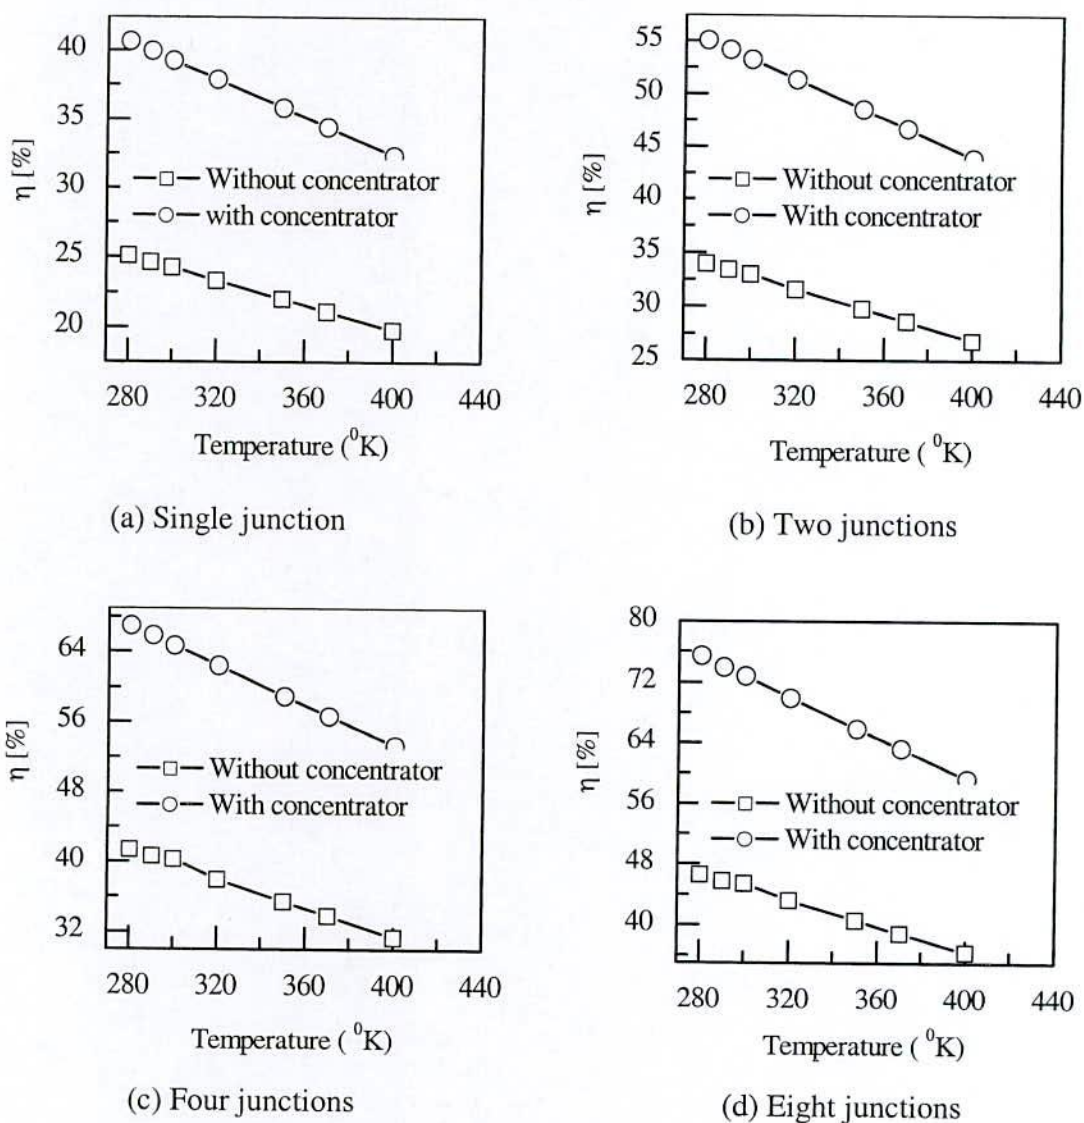 40
35
30
25
20
η [%]
Without concentrator
with concentrator
280 320 360 400 440
Temperature (⁰K)
(a) Single junction
55
50
45
40
35
30
25
η [%]
Without concentrator
With concentrator
280 320 360 400 440
Temperature ( ⁰K)
(b) Two junctions
64
56
48
40
32
η [%]
Without concentrator
With concentrator
280 320 360 400 440
Temperature ( ⁰K)
(c) Four junctions
80
72
64
56
48
40
η [%]
Without concentrator
With concentrator
280 320 360 400 440
Temperature ( ⁰K)
(d) Eight junctions